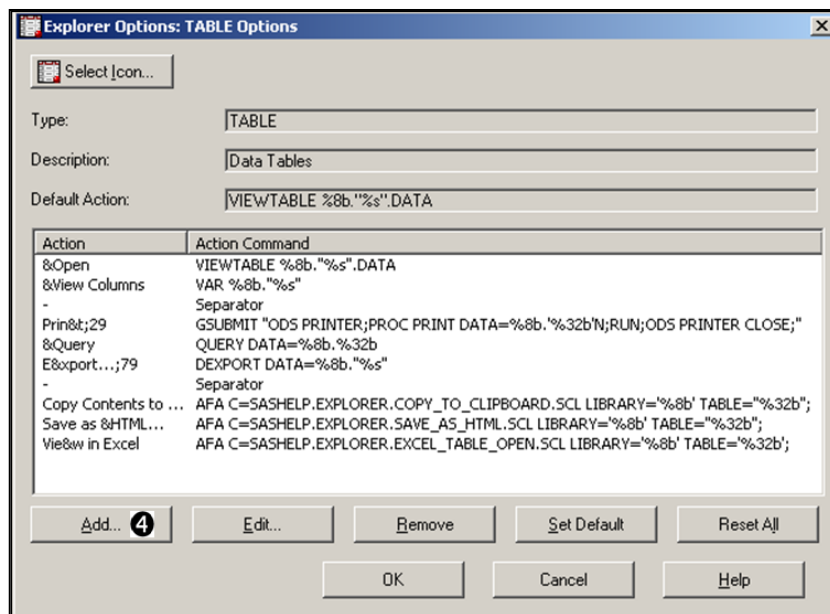 Explorer Options: TABLE Options
Select Icon...
Type: TABLE
Description: Data Tables
Default Action: VIEWTABLE %8b."%s".DATA
Action Action Command
&Open VIEWTABLE %8b."%s".DATA
&View Columns VAR %8b."%s"
- Separator
Prin&t;29 GSUBMIT "ODS PRINTER;PROC PRINT DATA=%8b.'%32b'N;RUN;ODS PRINTER CLOSE;"
&Query QUERY DATA=%8b.%32b
E&xport...;79 DEXPORT DATA=%8b."%s"
- Separator
Copy Contents to ... AFA C=SASHELP.EXPLORER.COPY_TO_CLIPBOARD.SCL LIBRARY='%8b' TABLE="%32b";
Save as &HTML... AFA C=SASHELP.EXPLORER.SAVE_AS_HTML.SCL LIBRARY='%8b' TABLE="%32b";
Vie&w in Excel AFA C=SASHELP.EXPLORER.EXCEL_TABLE_OPEN.SCL LIBRARY='%8b' TABLE='%32b';
Add... 4 Edit... Remove Set Default Reset All
OK Cancel Help